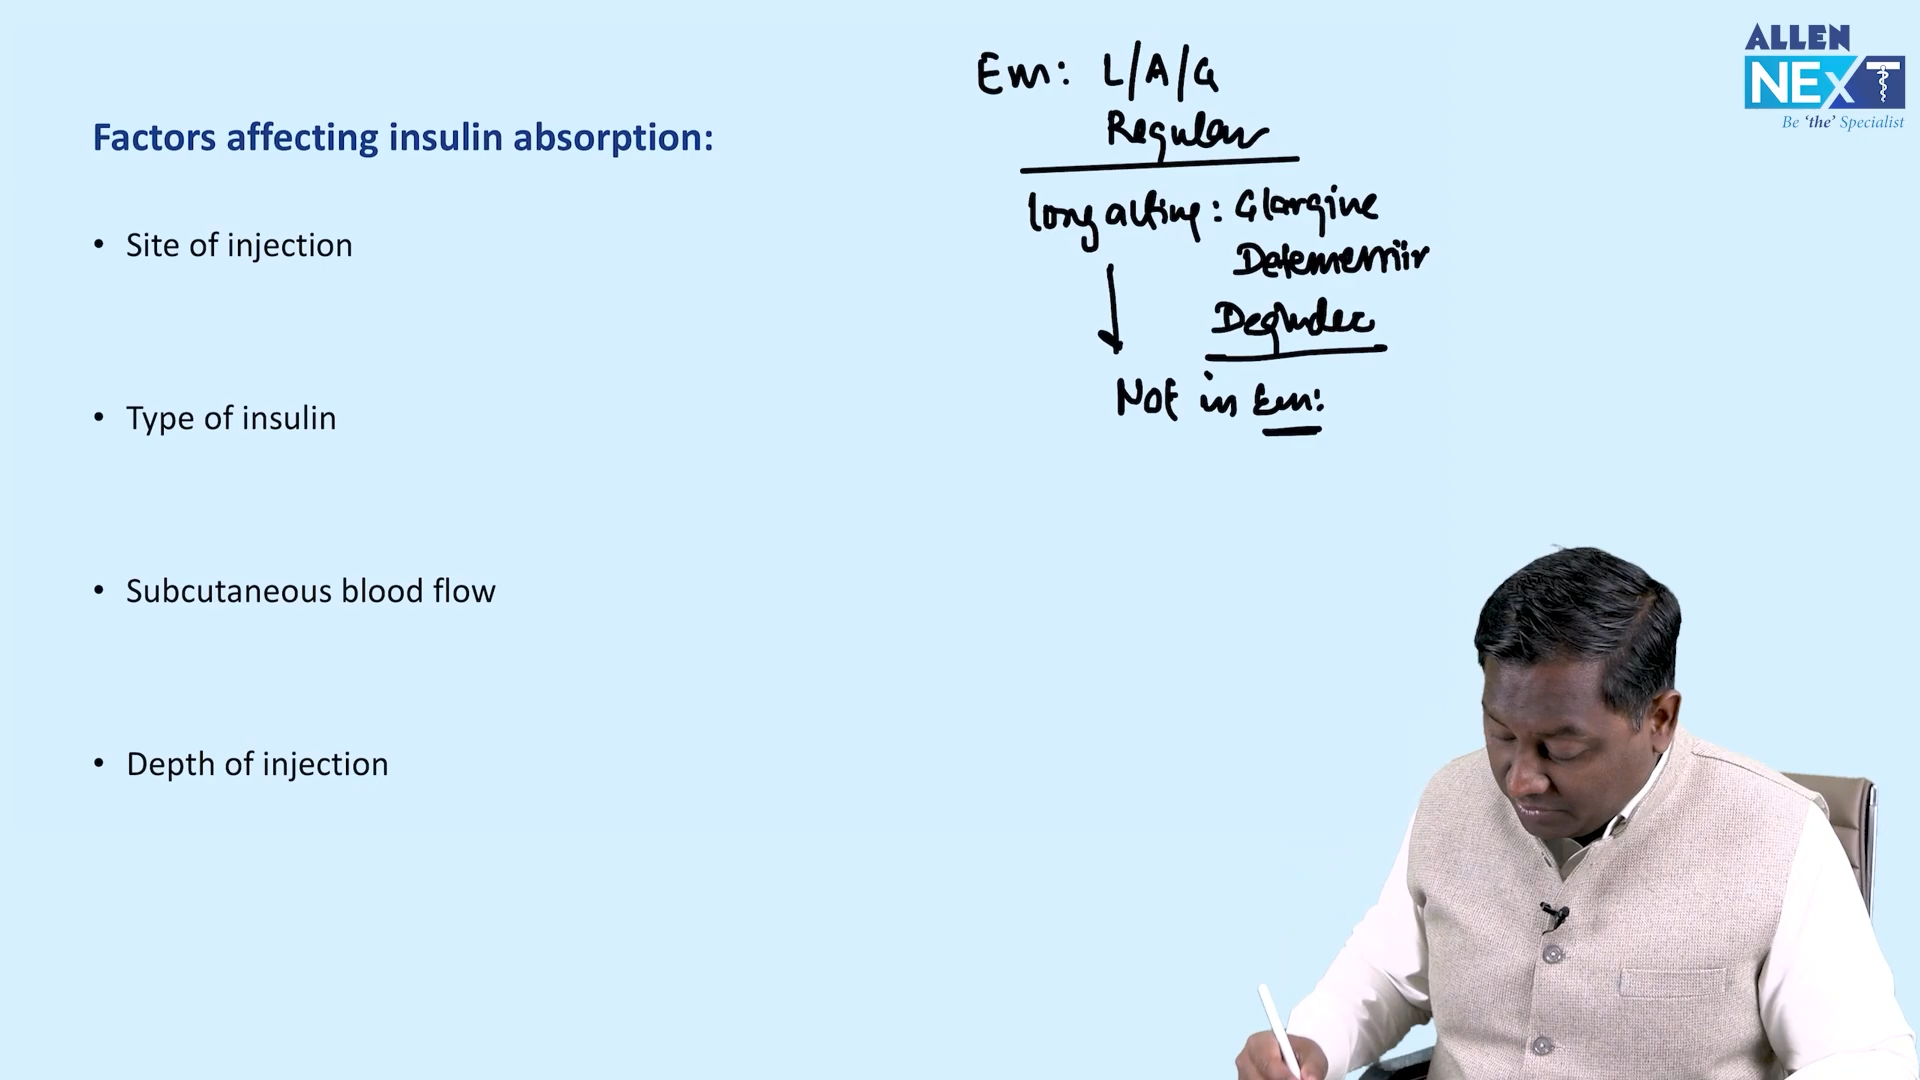 Factors affecting insulin absorption:
• Site of injection
• Type of insulin
• Subcutaneous blood flow
• Depth of injection
Em: L/A/G
Regular
long acting: Glargine
Detememiir
Degludec
Not in Em:
ALLEN
NExT
Be 'the' Specialist